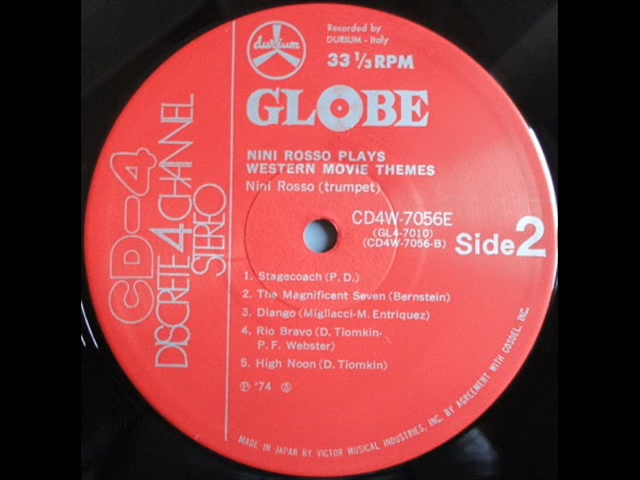 durium
Recorded by
DURIUM - Italy
33 1/3 RPM
GLOBE
CD-4
DISCRETE 4 CHANNEL
STEREO
NINI ROSSO PLAYS
WESTERN MOVIE THEMES
Nini Rosso (trumpet)
CD4W-7056E
(GL4-7010)
(CD4W-7056-B)
Side 2
1. Stagecoach (P. D.)
2. The Magnificent Seven (Bernstein)
3. Django (Migliacci-M. Entriquez)
4. Rio Bravo (D. Tiomkin-
P. F. Webster)
5. High Noon (D. Tiomkin)
Ⓟ '74 Ⓢ
MADE IN JAPAN BY VICTOR MUSICAL INDUSTRIES, INC. BY AGREEMENT WITH COSDEL, INC.